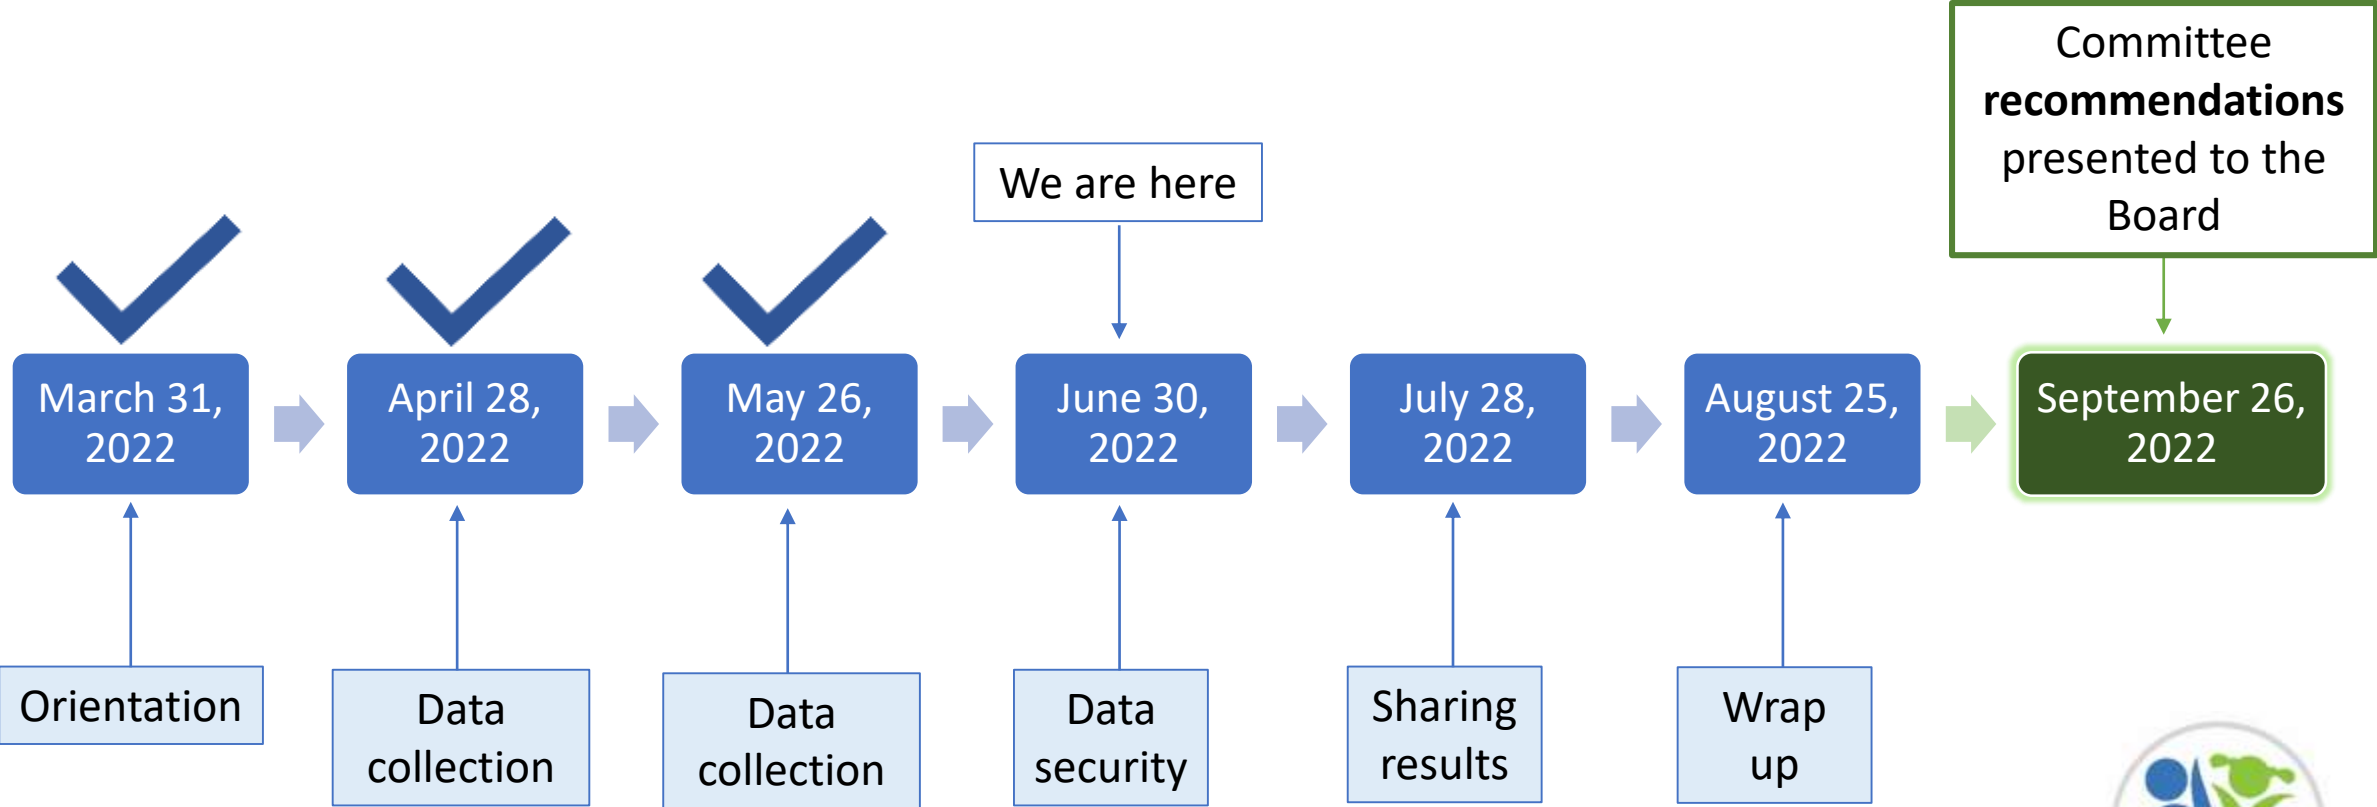 Committee
recommendations
presented to the
Board
We are here
March 31,
2022
April 28,
2022
May 26,
2022
June 30,
2022
July 28,
2022
August 25,
2022
September 26,
2022
Orientation
Data
collection
Data
collection
Data
security
Sharing
results
Wrap
up